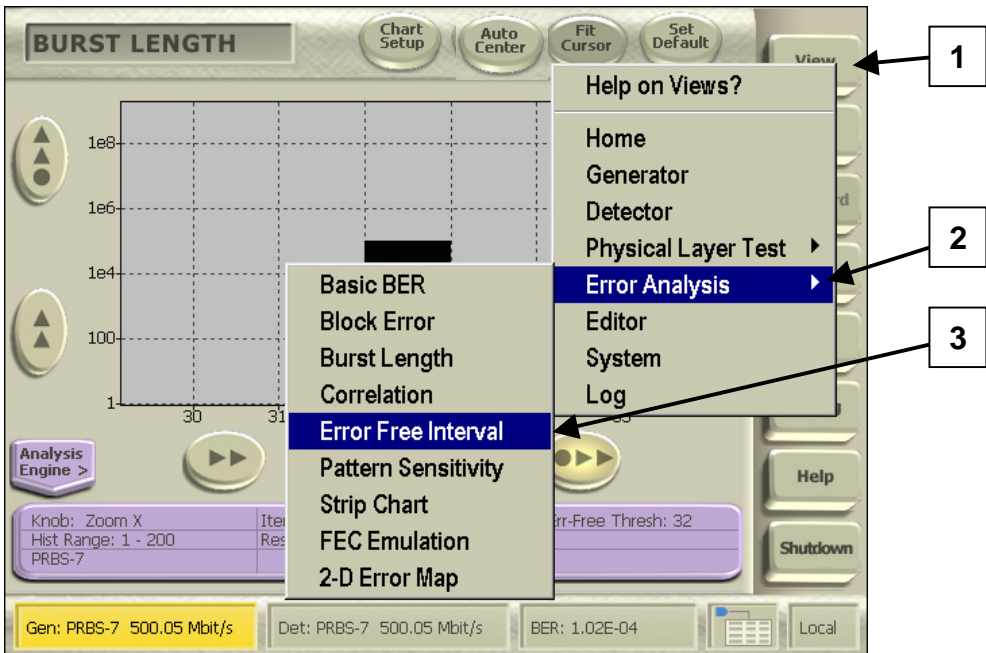 BURST LENGTH
Chart
Setup
Auto
Center
Fit
Cursor
Set
Default
View
1
Help on Views?
Home
Generator
Detector
Physical Layer Test
Error Analysis
Editor
System
Log
2
3
Basic BER
Block Error
Burst Length
Correlation
Error Free Interval
Pattern Sensitivity
Strip Chart
FEC Emulation
2-D Error Map
1e8
1e6
1e4
100
1
30
Analysis
Engine >
Help
Shutdown
Knob: Zoom X
Hist Range: 1 - 200
PRBS-7
Thresh: 32
Gen: PRBS-7 500.05 Mbit/s
Det: PRBS-7 500.05 Mbit/s
BER: 1.02E-04
Local